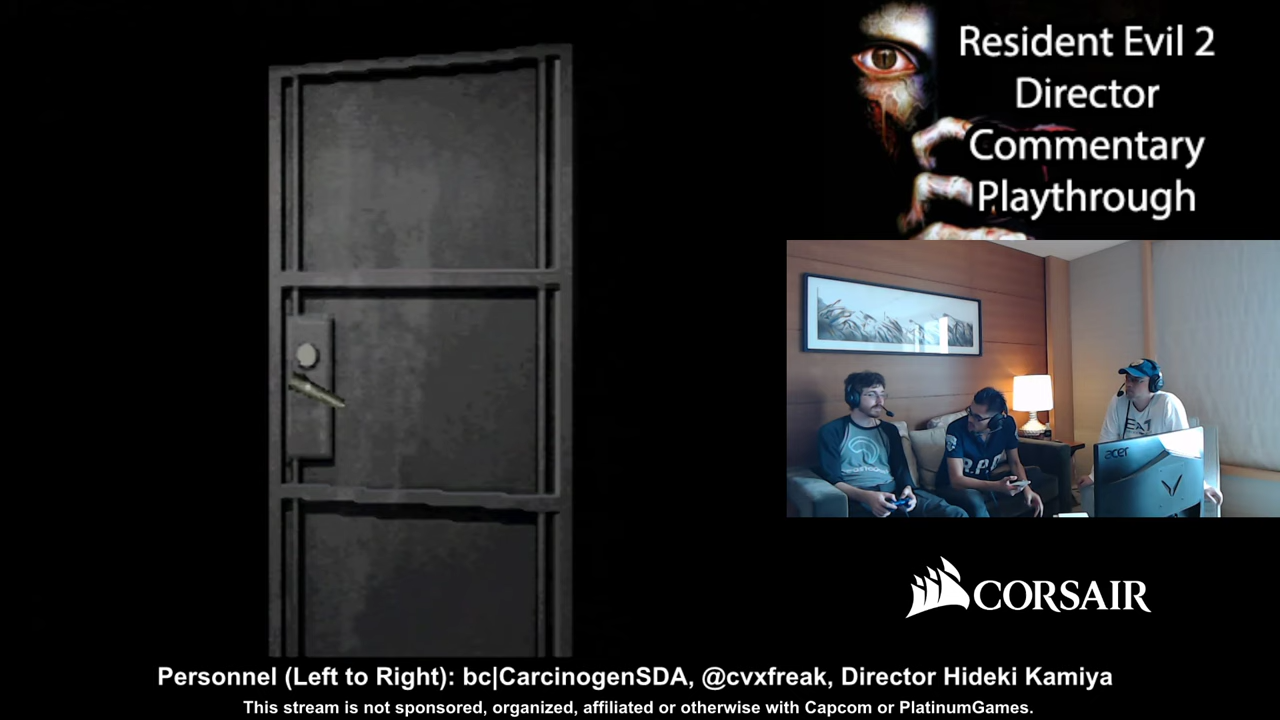 Resident Evil 2
Director
Commentary
Playthrough
R.P.D
acer
CORSAIR
Personnel (Left to Right): bc|CarcinogenSDA, @cvxfreak, Director Hideki Kamiya
This stream is not sponsored, organized, affiliated or otherwise with Capcom or PlatinumGames.